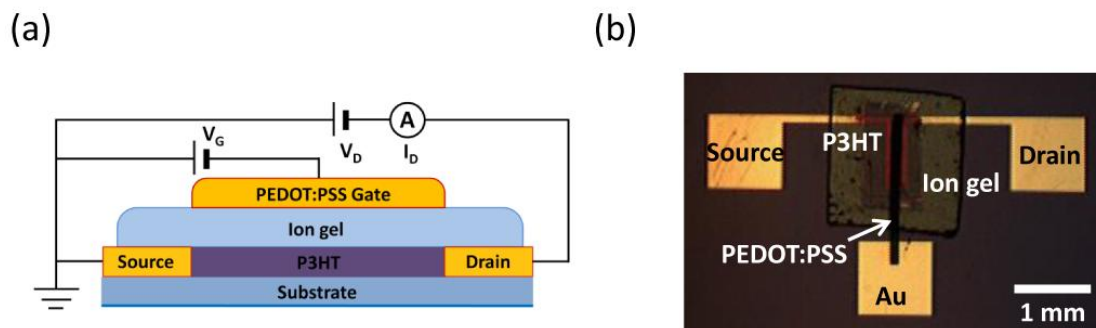 (a)
(b)
V_G
V_D
A
I_D
PEDOT:PSS Gate
Ion gel
Source
P3HT
Drain
Substrate
Source
P3HT
Drain
Ion gel
PEDOT:PSS
Au
1 mm